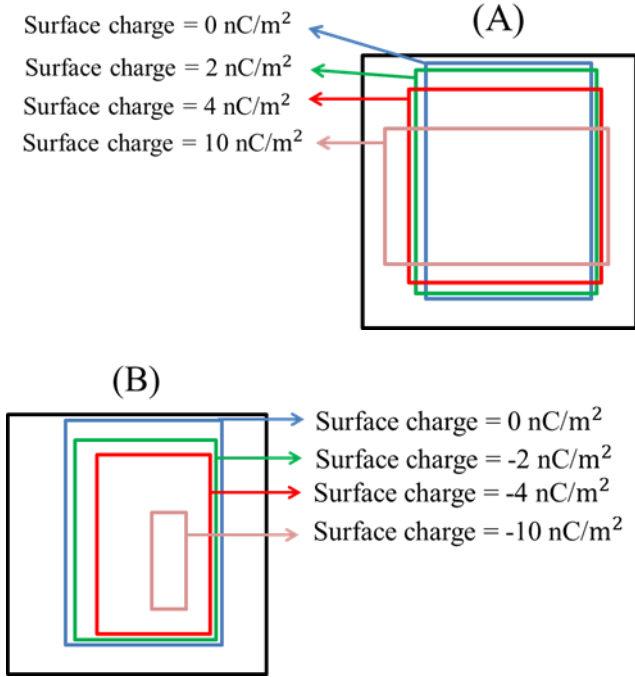 (A)
Surface charge = 0 nC/m²
Surface charge = 2 nC/m²
Surface charge = 4 nC/m²
Surface charge = 10 nC/m²
(B)
Surface charge = 0 nC/m²
Surface charge = -2 nC/m²
Surface charge = -4 nC/m²
Surface charge = -10 nC/m²